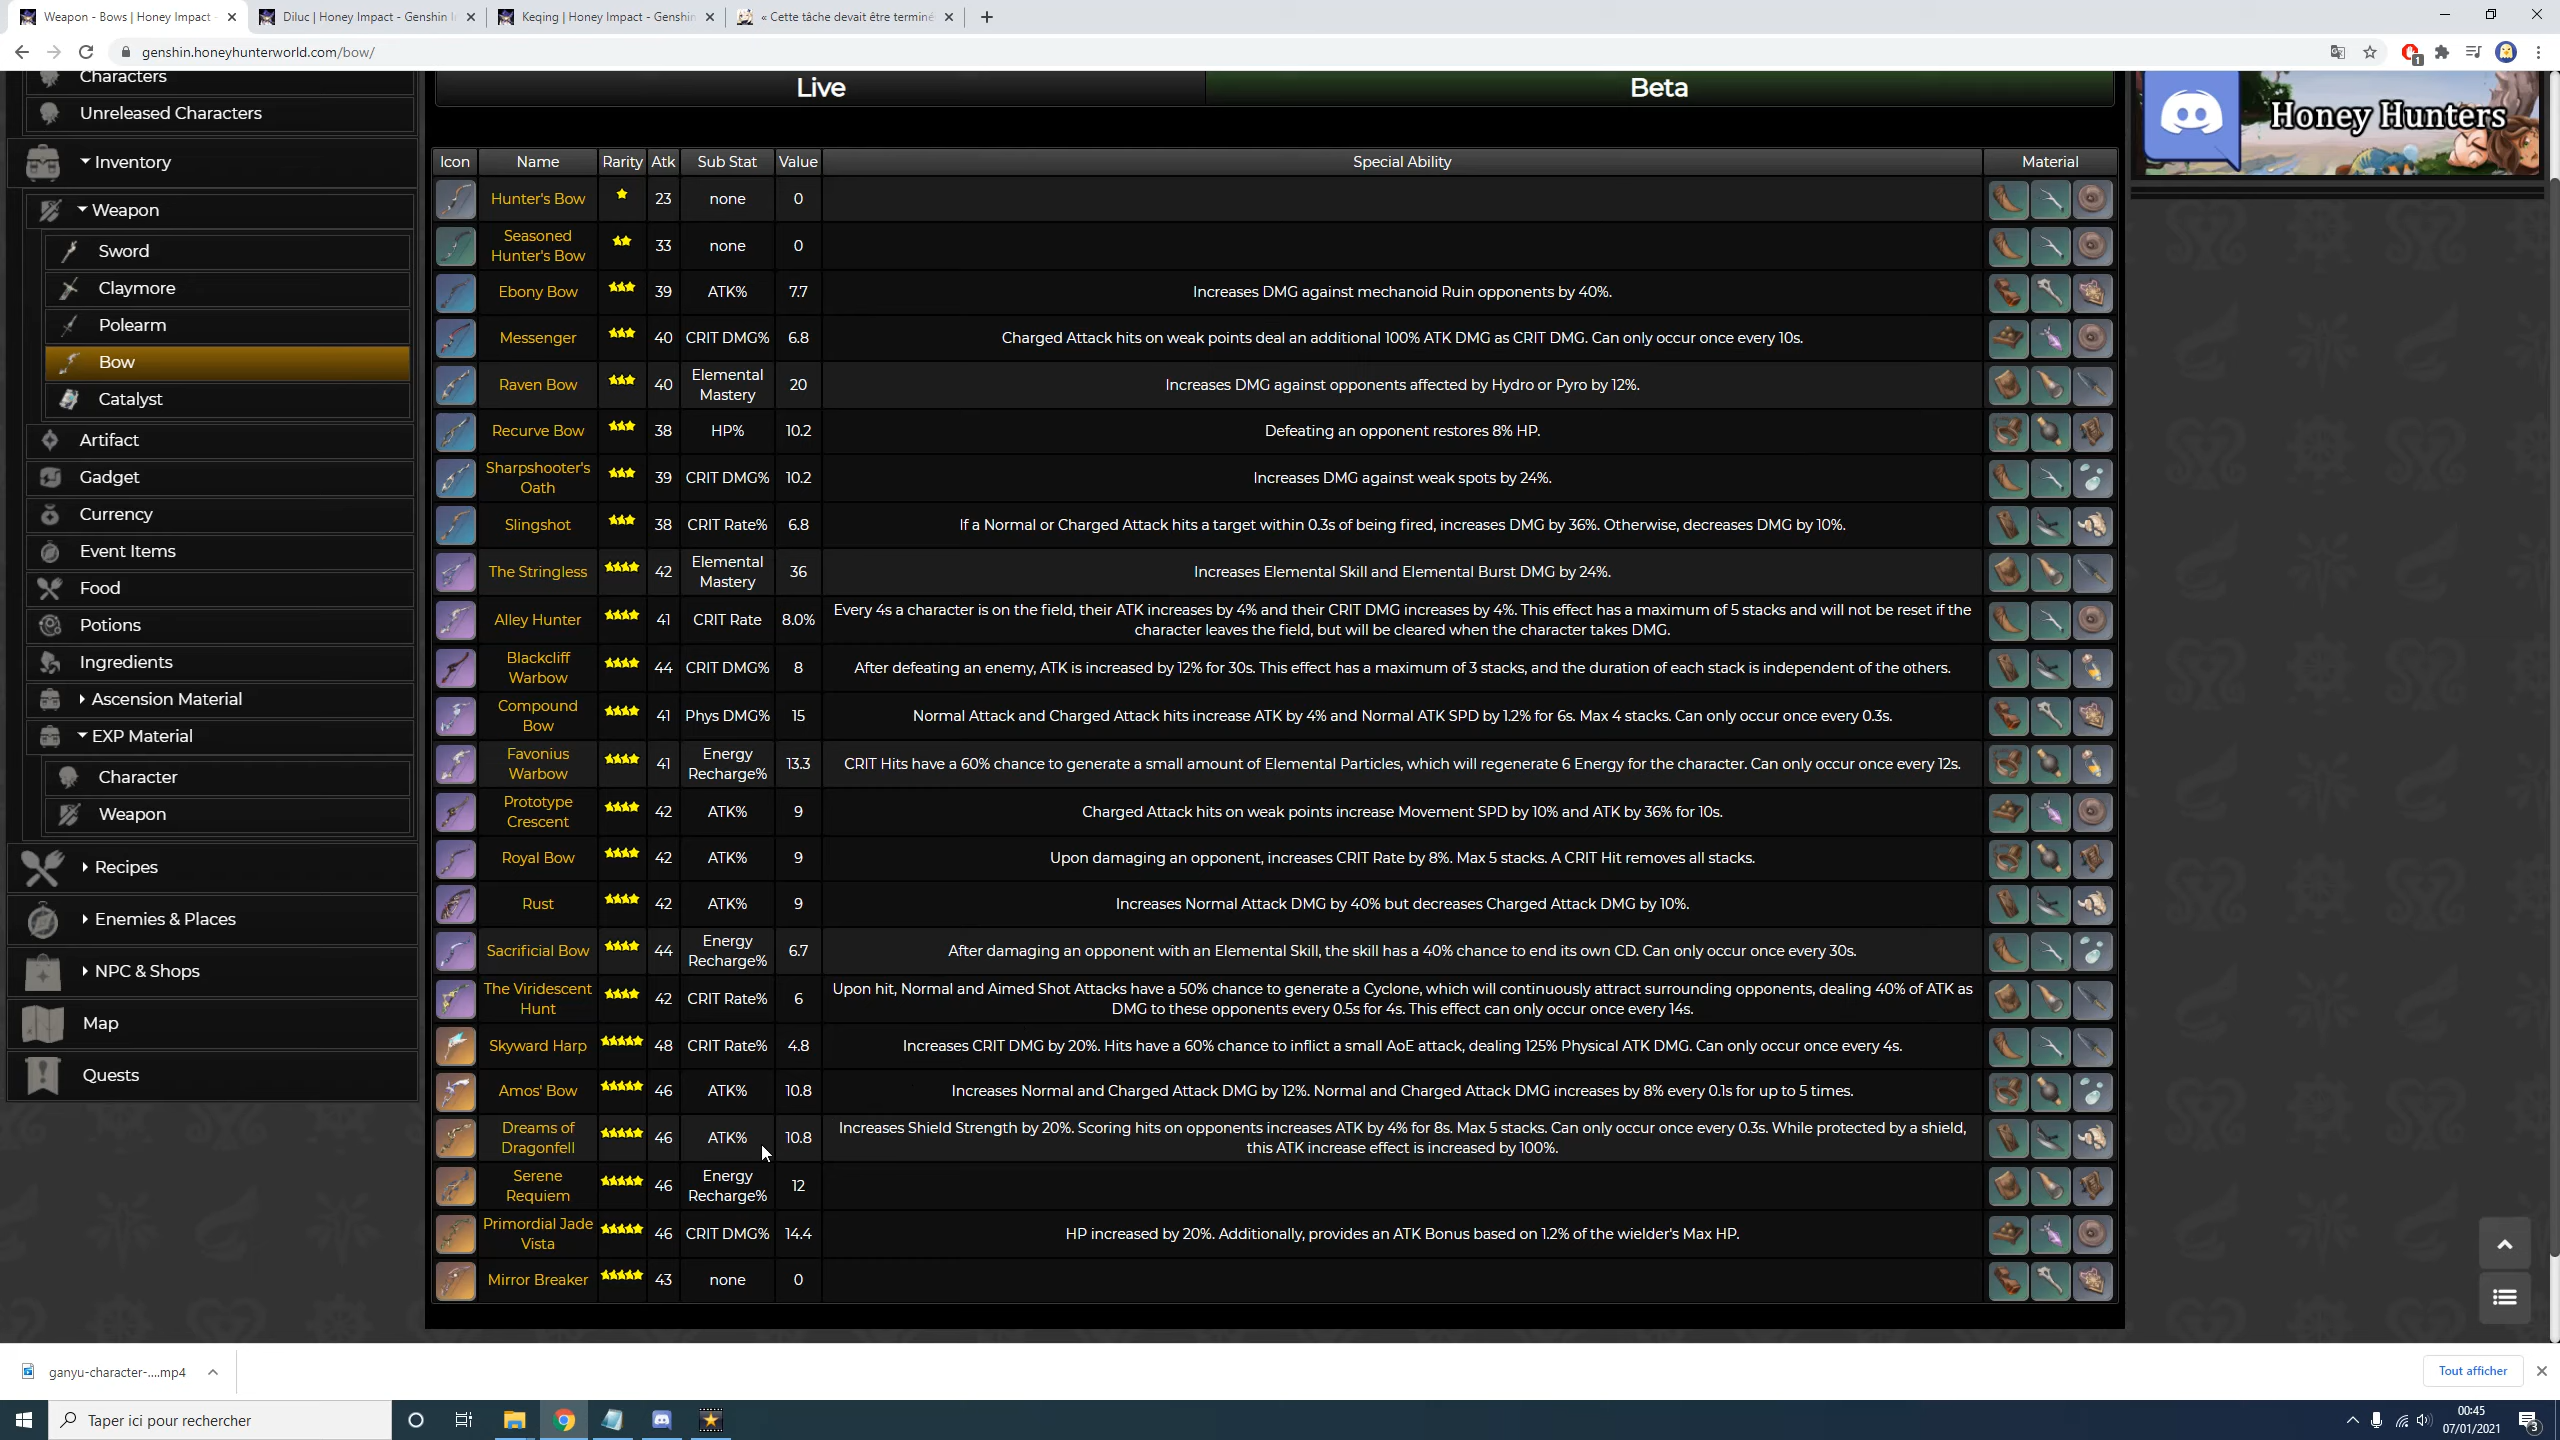 Weapon - Bows | Honey Impact -
Diluc | Honey Impact - Genshin I
Keqing | Honey Impact - Genshin
« Cette tâche devait être terminé
genshin.honeyhunterworld.com/bow/
1
Characters
Unreleased Characters
Inventory
Weapon
Sword
Claymore
Polearm
Bow
Catalyst
Artifact
Gadget
Currency
Event Items
Food
Potions
Ingredients
Ascension Material
EXP Material
Character
Weapon
Recipes
Enemies & Places
NPC & Shops
Map
Quests
Live
Beta
Honey Hunters
Icon Name Rarity Atk Sub Stat Value Special Ability Material
Hunter's Bow 23 none 0
Seasoned
Hunter's Bow 33 none 0
Ebony Bow 39 ATK% 7.7 Increases DMG against mechanoid Ruin opponents by 40%.
Messenger 40 CRIT DMG% 6.8 Charged Attack hits on weak points deal an additional 100% ATK DMG as CRIT DMG. Can only occur once every 10s.
Raven Bow 40 Elemental
Mastery 20 Increases DMG against opponents affected by Hydro or Pyro by 12%.
Recurve Bow 38 HP% 10.2 Defeating an opponent restores 8% HP.
Sharpshooter's
Oath 39 CRIT DMG% 10.2 Increases DMG against weak spots by 24%.
Slingshot 38 CRIT Rate% 6.8 If a Normal or Charged Attack hits a target within 0.3s of being fired, increases DMG by 36%. Otherwise, decreases DMG by 10%.
The Stringless 42 Elemental
Mastery 36 Increases Elemental Skill and Elemental Burst DMG by 24%.
Alley Hunter 41 CRIT Rate 8.0% Every 4s a character is on the field, their ATK increases by 4% and their CRIT DMG increases by 4%. This effect has a maximum of 5 stacks and will not be reset if the
character leaves the field, but will be cleared when the character takes DMG.
Blackcliff
Warbow 44 CRIT DMG% 8 After defeating an enemy, ATK is increased by 12% for 30s. This effect has a maximum of 3 stacks, and the duration of each stack is independent of the others.
Compound
Bow 41 Phys DMG% 15 Normal Attack and Charged Attack hits increase ATK by 4% and Normal ATK SPD by 1.2% for 6s. Max 4 stacks. Can only occur once every 0.3s.
Favonius
Warbow 41 Energy
Recharge% 13.3 CRIT Hits have a 60% chance to generate a small amount of Elemental Particles, which will regenerate 6 Energy for the character. Can only occur once every 12s.
Prototype
Crescent 42 ATK% 9 Charged Attack hits on weak points increase Movement SPD by 10% and ATK by 36% for 10s.
Royal Bow 42 ATK% 9 Upon damaging an opponent, increases CRIT Rate by 8%. Max 5 stacks. A CRIT Hit removes all stacks.
Rust 42 ATK% 9 Increases Normal Attack DMG by 40% but decreases Charged Attack DMG by 10%.
Sacrificial Bow 44 Energy
Recharge% 6.7 After damaging an opponent with an Elemental Skill, the skill has a 40% chance to end its own CD. Can only occur once every 30s.
The Viridescent
Hunt 42 CRIT Rate% 6 Upon hit, Normal and Aimed Shot Attacks have a 50% chance to generate a Cyclone, which will continuously attract surrounding opponents, dealing 40% of ATK as
DMG to these opponents every 0.5s for 4s. This effect can only occur once every 14s.
Skyward Harp 48 CRIT Rate% 4.8 Increases CRIT DMG by 20%. Hits have a 60% chance to inflict a small AoE attack, dealing 125% Physical ATK DMG. Can only occur once every 4s.
Amos' Bow 46 ATK% 10.8 Increases Normal and Charged Attack DMG by 12%. Normal and Charged Attack DMG increases by 8% every 0.1s for up to 5 times.
Dreams of
Dragonfell 46 ATK% 10.8 Increases Shield Strength by 20%. Scoring hits on opponents increases ATK by 4% for 8s. Max 5 stacks. Can only occur once every 0.3s. While protected by a shield,
this ATK increase effect is increased by 100%.
Serene
Requiem 46 Energy
Recharge% 12
Primordial Jade
Vista 46 CRIT DMG% 14.4 HP increased by 20%. Additionally, provides an ATK Bonus based on 1.2% of the wielder's Max HP.
Mirror Breaker 43 none 0
ganyu-character-....mp4
Tout afficher
Taper ici pour rechercher
00:45
07/01/2021
3